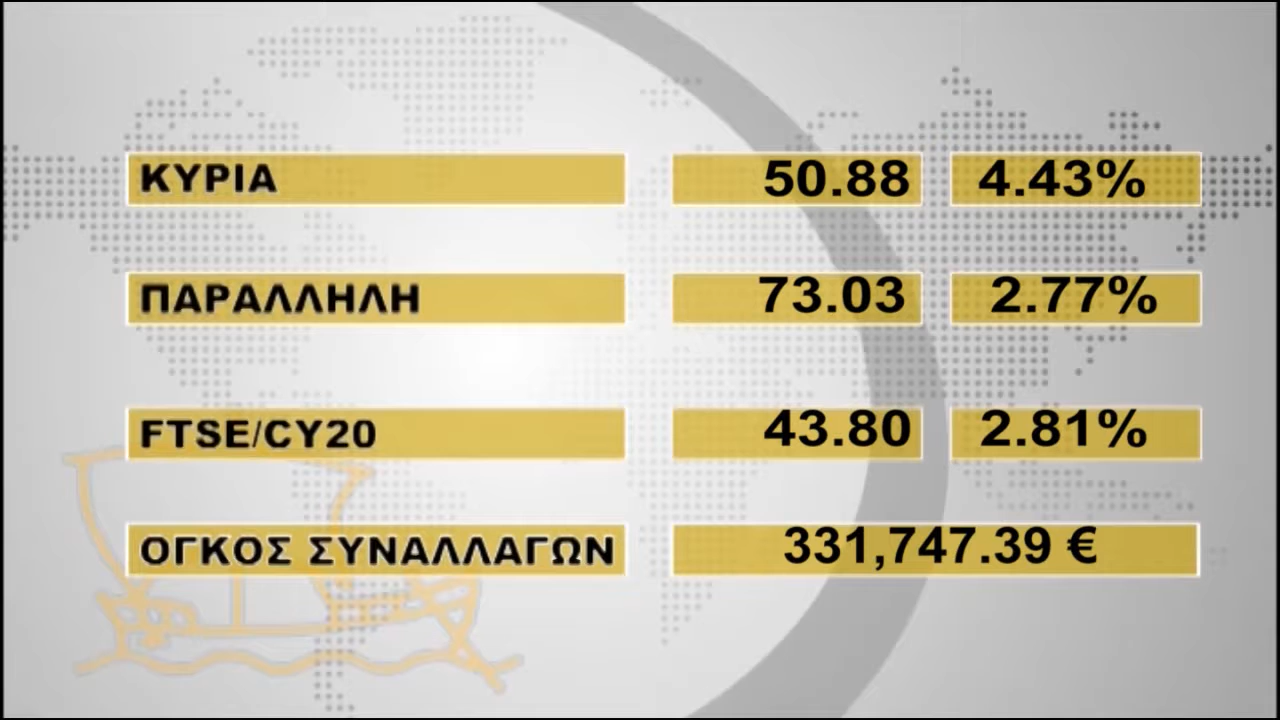 ΚΥΡΙΑ 50.88 4.43%
ΠΑΡΑΛΛΗΛΗ 73.03 2.77%
FTSE/CY20 43.80 2.81%
ΟΓΚΟΣ ΣΥΝΑΛΛΑΓΩΝ 331,747.39 €